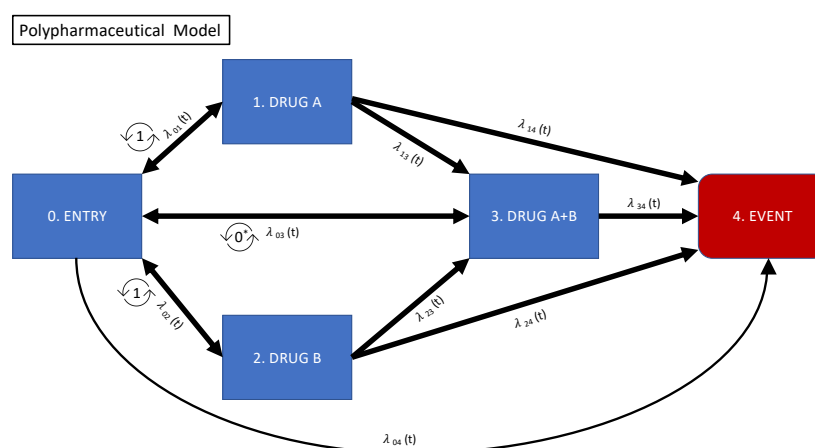 Polypharmaceutical Model
1. DRUG A
1
λ 01 (t)
λ 14 (t)
λ 13 (t)
0. ENTRY
3. DRUG A+B
λ 34 (t)
4. EVENT
0*
λ 03 (t)
1
λ 02 (t)
λ 23 (t)
λ 24 (t)
2. DRUG B
λ 04 (t)